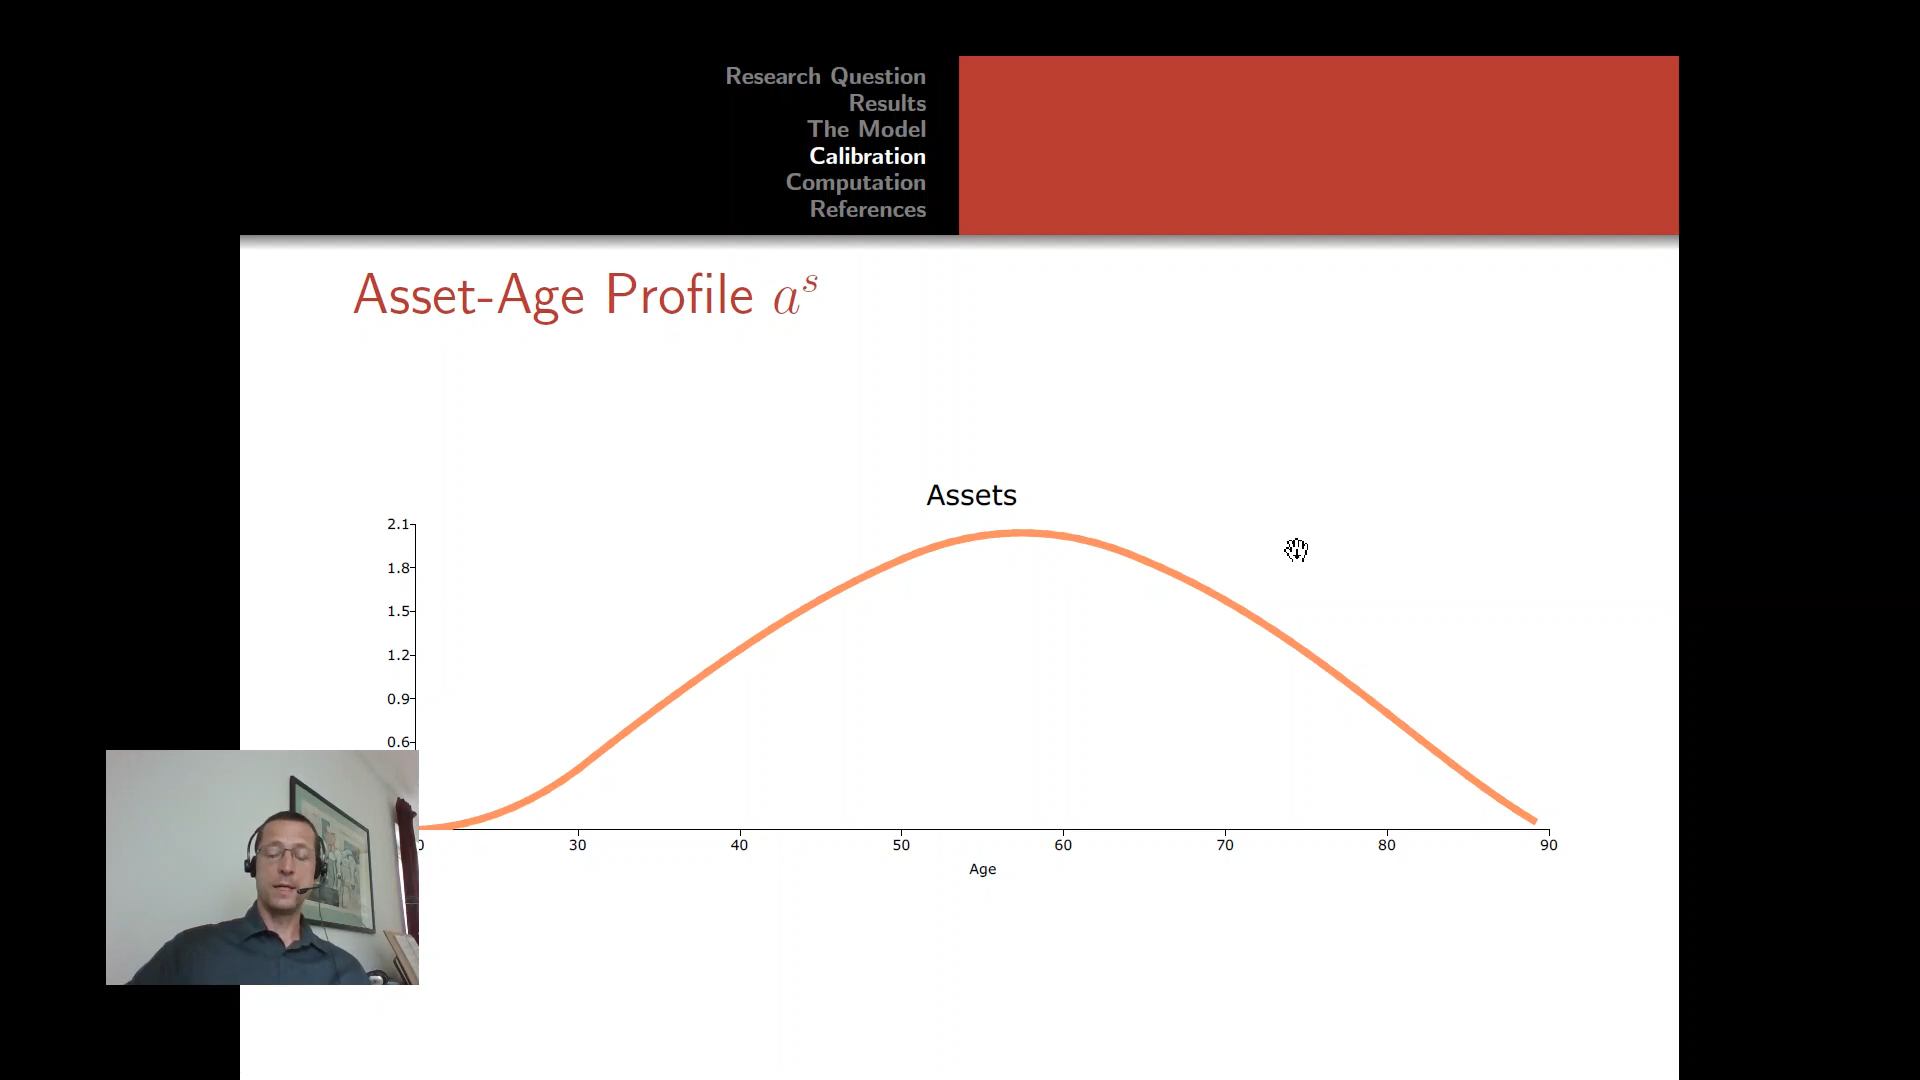 Research Question
Results
The Model
Calibration
Computation
References
Asset-Age Profile aˢ
Assets
2.1
1.8
1.5
1.2
0.9
0.6
30 40 50 60 70 80 90
Age